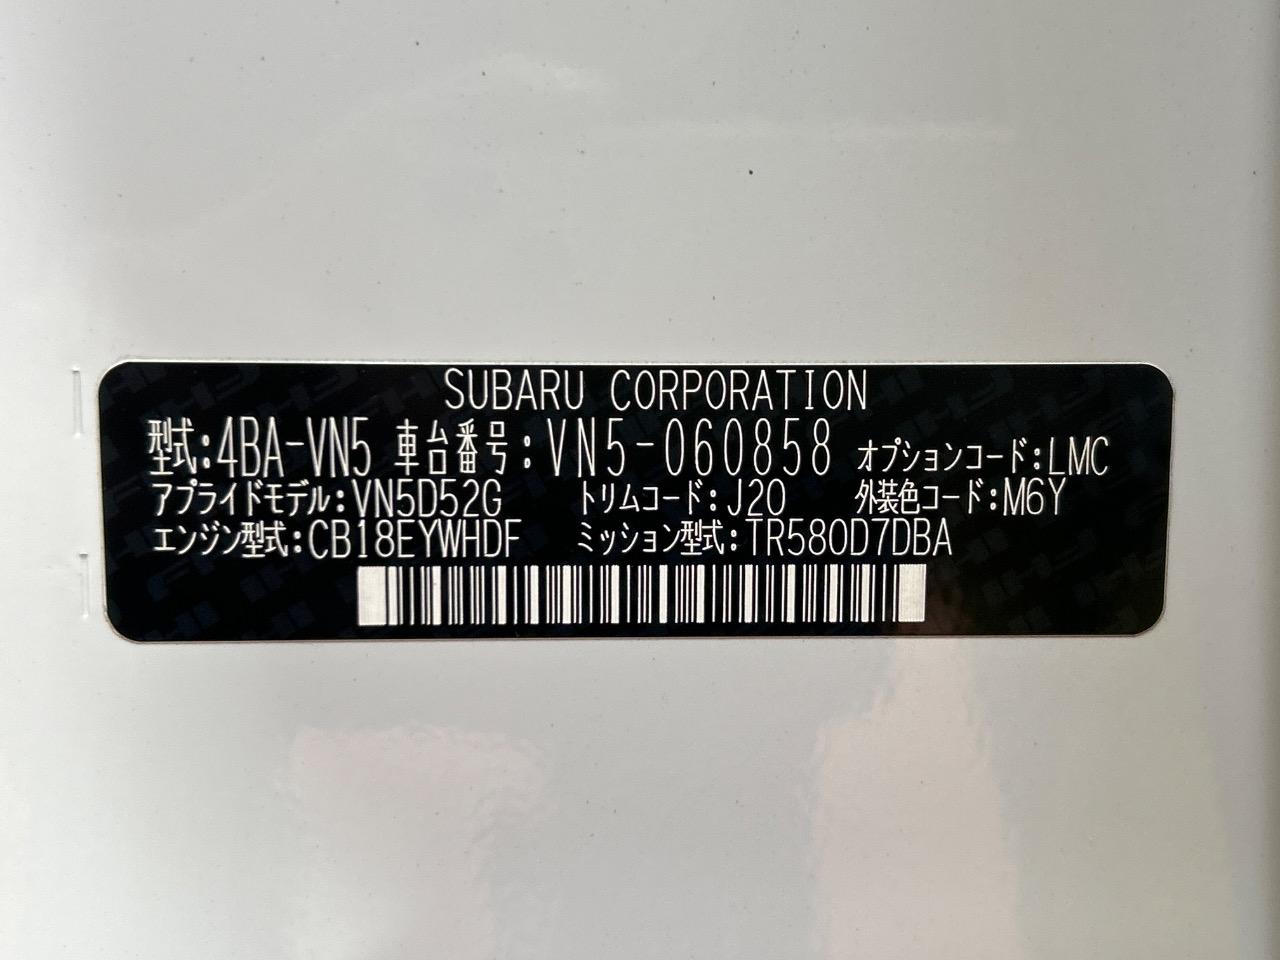 SUBARU CORPORATION
型式:4BA-VN5 車台番号:VN5-060858 オプションコード:LMC
アプライドモデル:VN5D52G トリムコード:J20 外装色コード:M6Y
エンジン型式:CB18EYWHDF ミッション型式:TR580D7DBA